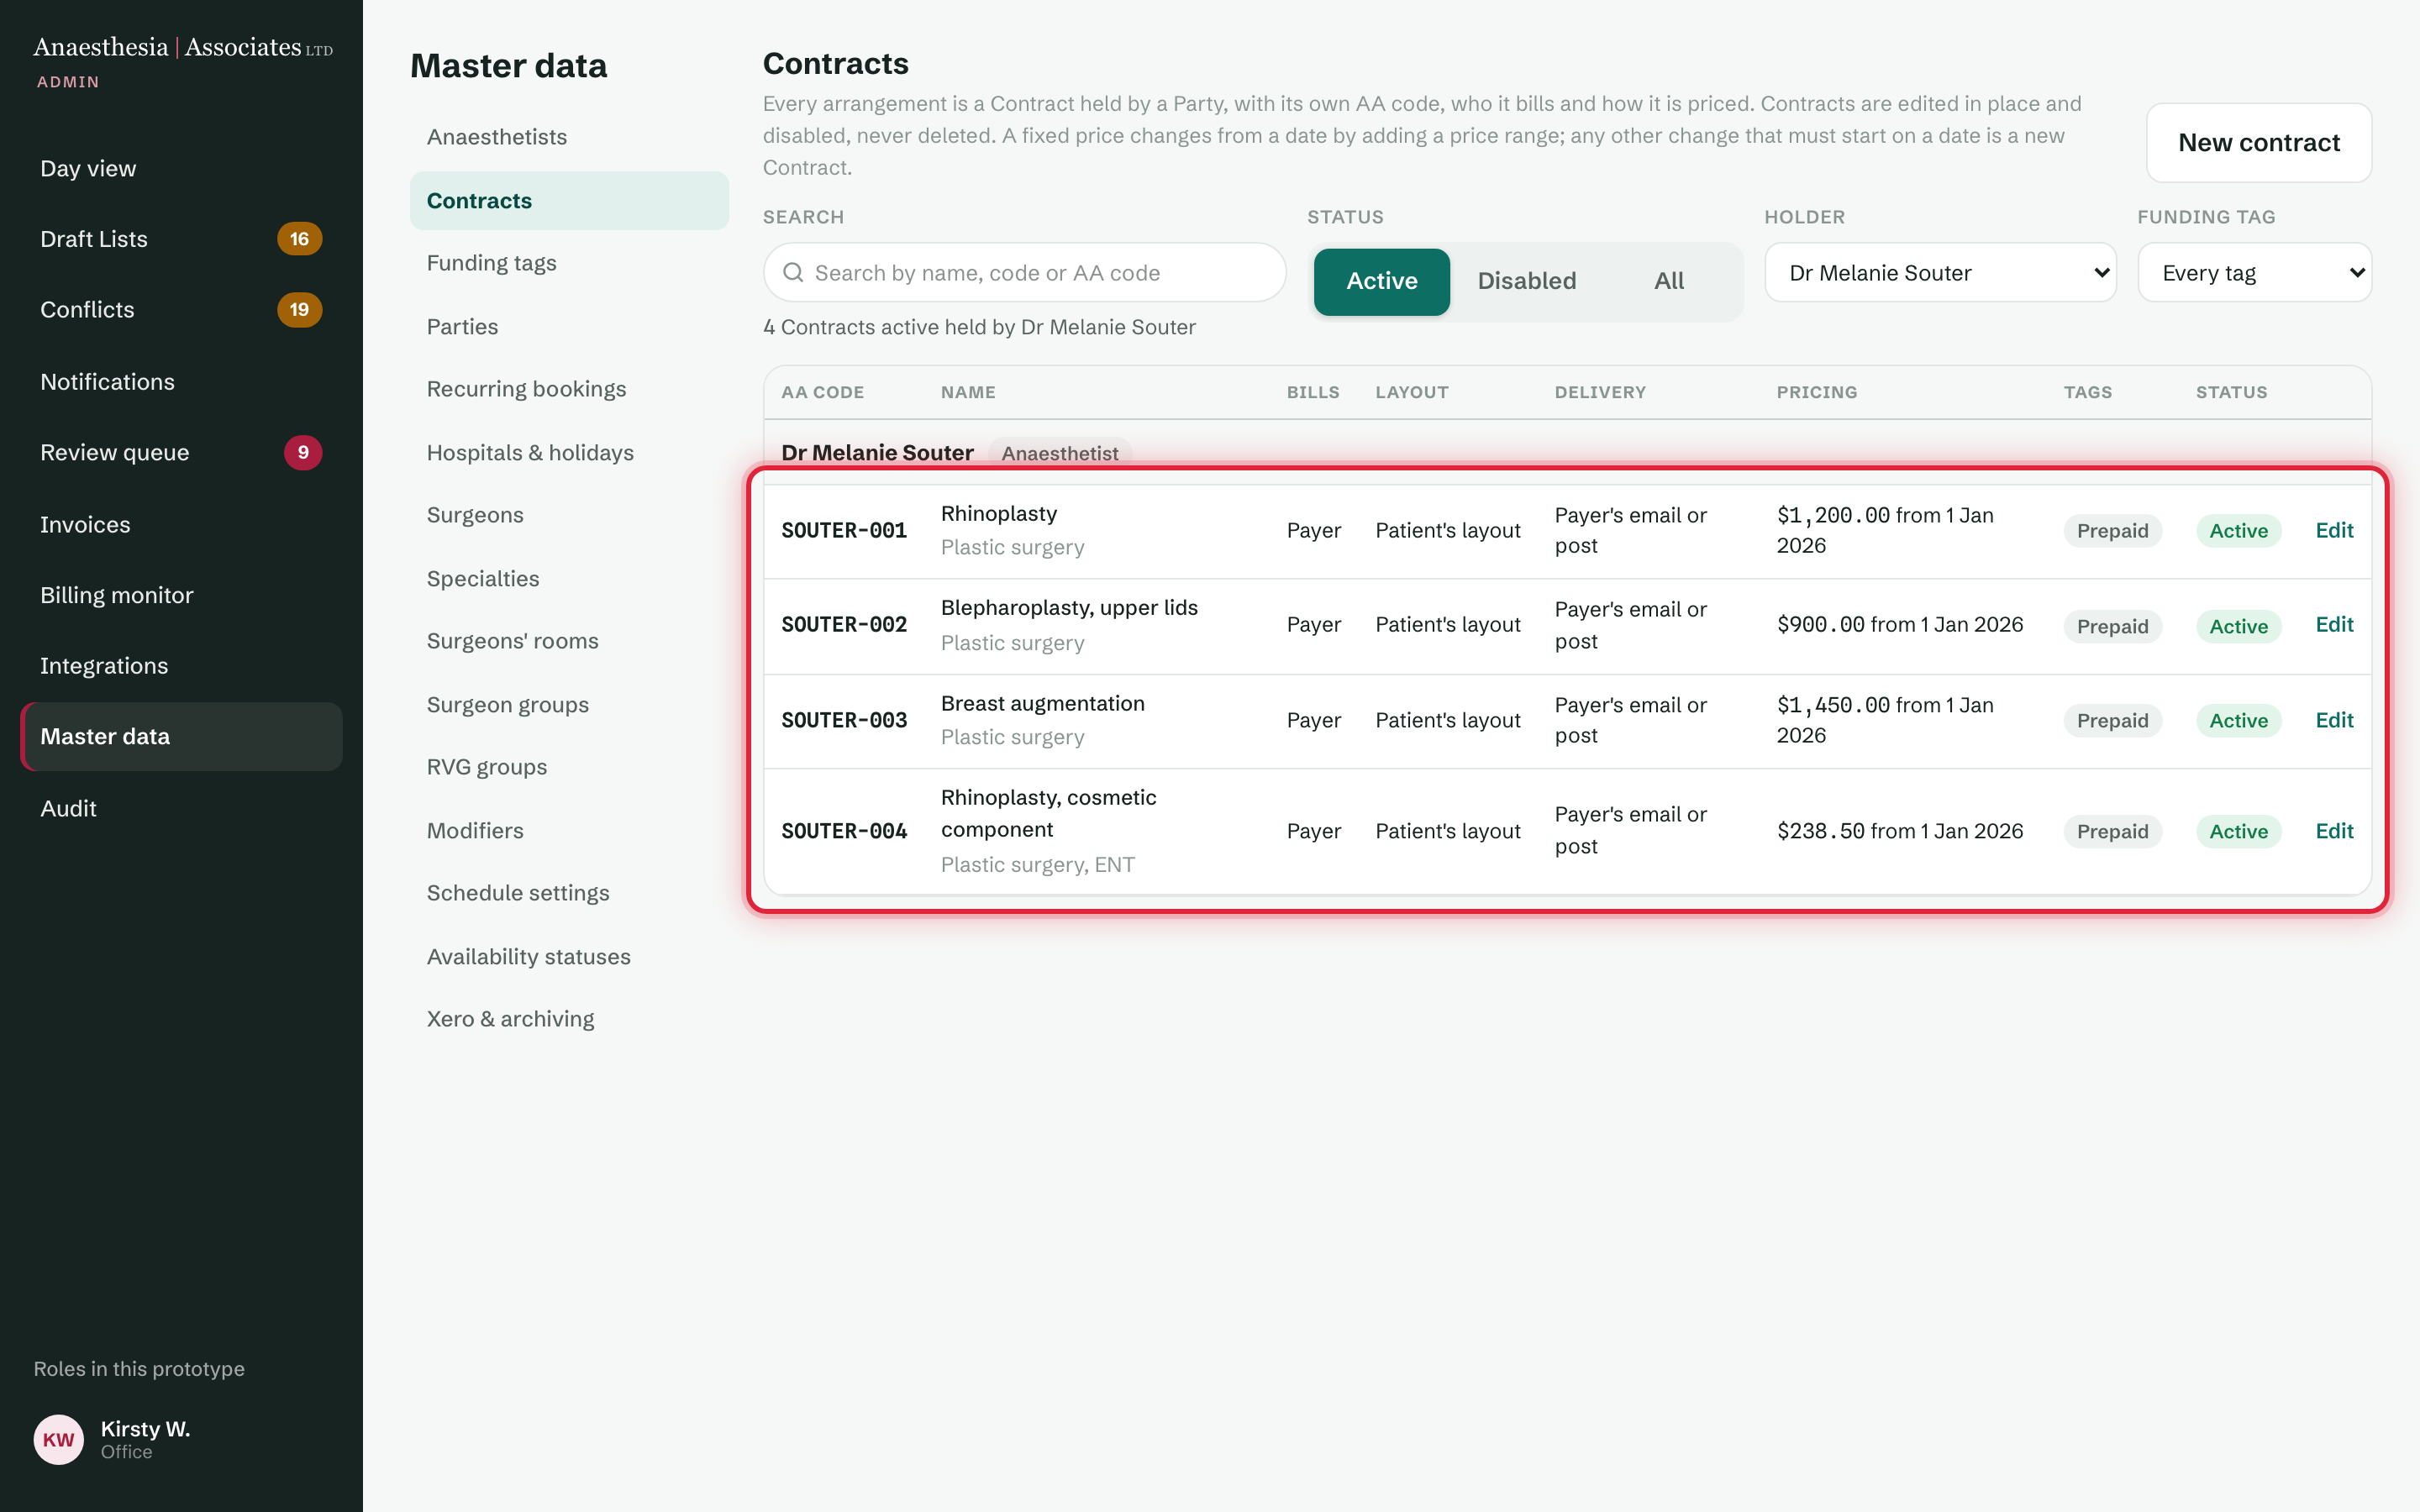 Anaesthesia | Associates LTD
ADMIN
Day view
Draft Lists 16
Conflicts 19
Notifications
Review queue 9
Invoices
Billing monitor
Integrations
Master data
Audit
Roles in this prototype
KW
Kirsty W.
Office
Master data
Anaesthetists
Contracts
Funding tags
Parties
Recurring bookings
Hospitals & holidays
Surgeons
Specialties
Surgeons' rooms
Surgeon groups
RVG groups
Modifiers
Schedule settings
Availability statuses
Xero & archiving
Contracts
Every arrangement is a Contract held by a Party, with its own AA code, who it bills and how it is priced. Contracts are edited in place and
disabled, never deleted. A fixed price changes from a date by adding a price range; any other change that must start on a date is a new
Contract.
New contract
SEARCH STATUS HOLDER FUNDING TAG
Search by name, code or AA code Active Disabled All Dr Melanie Souter Every tag
4 Contracts active held by Dr Melanie Souter
AA CODE NAME BILLS LAYOUT DELIVERY PRICING TAGS STATUS
Dr Melanie Souter Anaesthetist
SOUTER-001 Rhinoplasty Payer Patient's layout Payer's email or $1,200.00 from 1 Jan Prepaid Active Edit
Plastic surgery post 2026
SOUTER-002 Blepharoplasty, upper lids Payer Patient's layout Payer's email or $900.00 from 1 Jan 2026 Prepaid Active Edit
Plastic surgery post
SOUTER-003 Breast augmentation Payer Patient's layout Payer's email or $1,450.00 from 1 Jan Prepaid Active Edit
Plastic surgery post 2026
SOUTER-004 Rhinoplasty, cosmetic Payer Patient's layout Payer's email or $238.50 from 1 Jan 2026 Prepaid Active Edit
component post
Plastic surgery, ENT